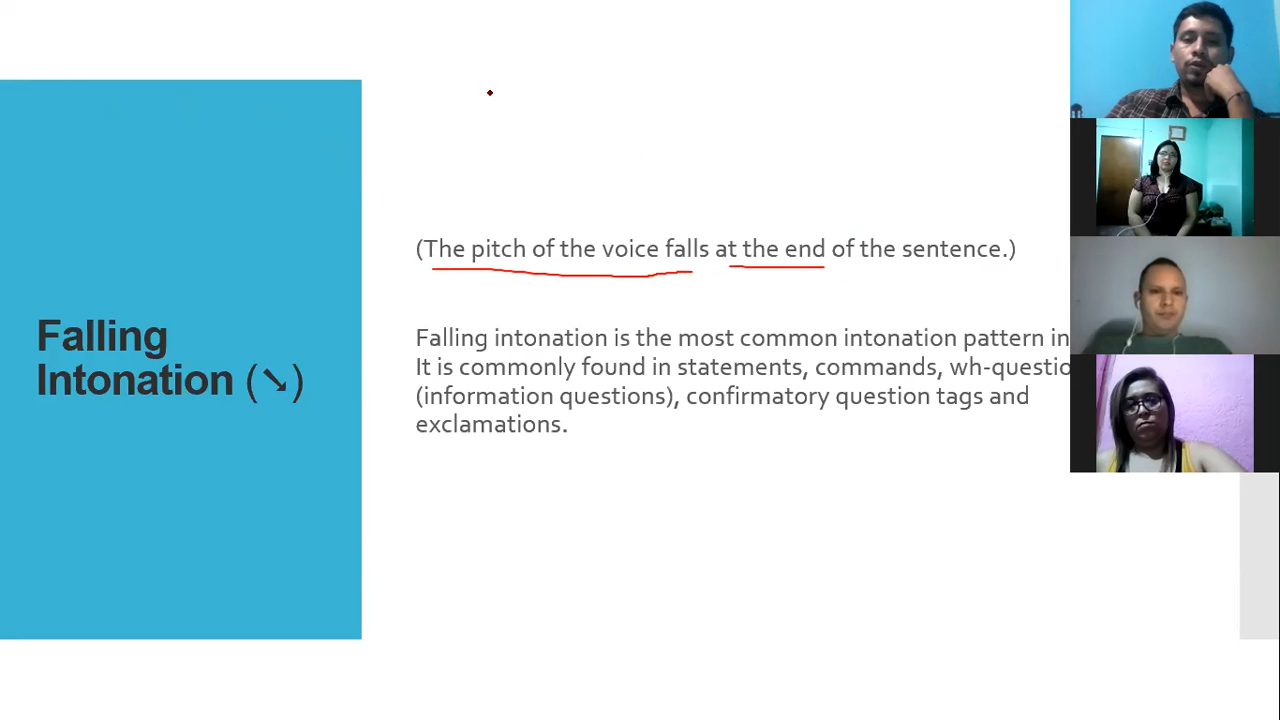 Falling
Intonation (↘)
(The pitch of the voice falls at the end of the sentence.)
Falling intonation is the most common intonation pattern in
It is commonly found in statements, commands, wh-questio
(information questions), confirmatory question tags and
exclamations.